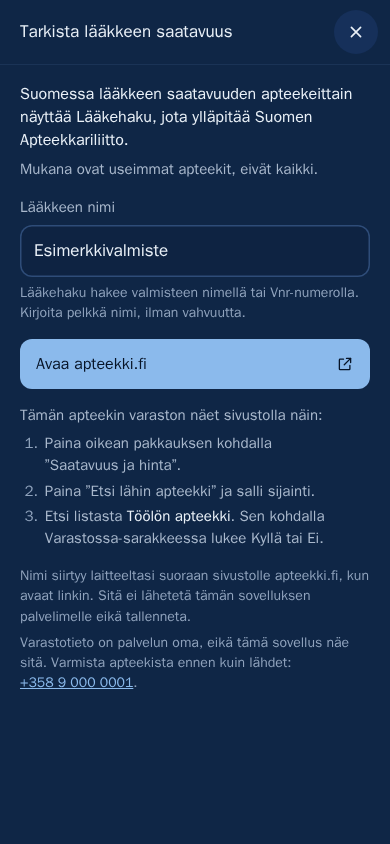 Tarkista lääkkeen saatavuus
Suomessa lääkkeen saatavuuden apteekeittain
näyttää Lääkehaku, jota ylläpitää Suomen
Apteekkariliitto.
Mukana ovat useimmat apteekit, eivät kaikki.
Lääkkeen nimi
Esimerkkivalmiste
Lääkehaku hakee valmisteen nimellä tai Vnr-numerolla.
Kirjoita pelkkä nimi, ilman vahvuutta.
Avaa apteekki.fi
Tämän apteekin varaston näet sivustolla näin:
1. Paina oikean pakkauksen kohdalla
”Saatavuus ja hinta”.
2. Paina ”Etsi lähin apteekki” ja salli sijainti.
3. Etsi listasta Töölön apteekki. Sen kohdalla
Varastossa-sarakkeessa lukee Kyllä tai Ei.
Nimi siirtyy laitteeltasi suoraan sivustolle apteekki.fi, kun
avaat linkin. Sitä ei lähetetä tämän sovelluksen
palvelimelle eikä tallenneta.
Varastotieto on palvelun oma, eikä tämä sovellus näe
sitä. Varmista apteekista ennen kuin lähdet:
+358 9 000 0001.